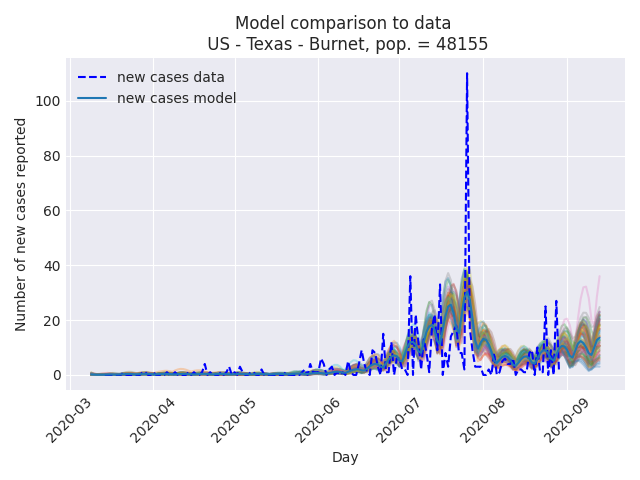 Model comparison to data
US - Texas - Burnet, pop. = 48155
new cases data
new cases model
Number of new cases reported
100
80
60
40
20
0
2020-03
2020-04
2020-05
2020-06
2020-07
2020-08
2020-09
Day